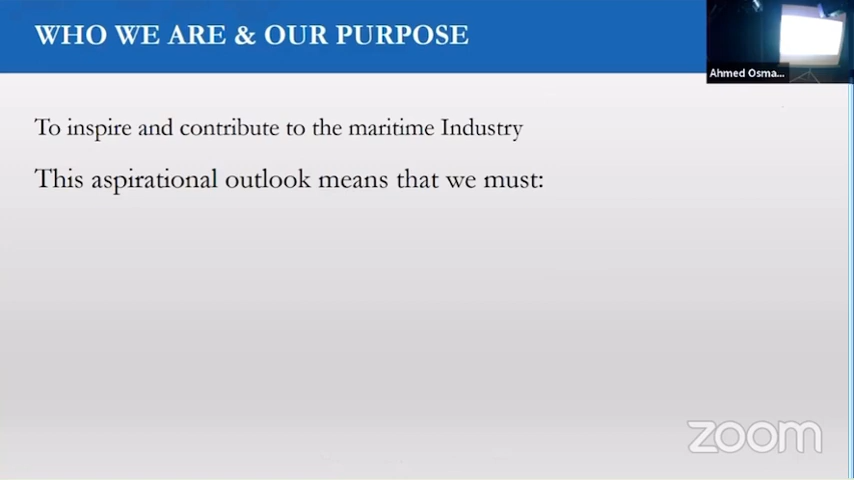 WHO WE ARE & OUR PURPOSE
Ahmed Osma...
To inspire and contribute to the maritime Industry
This aspirational outlook means that we must:
zoom